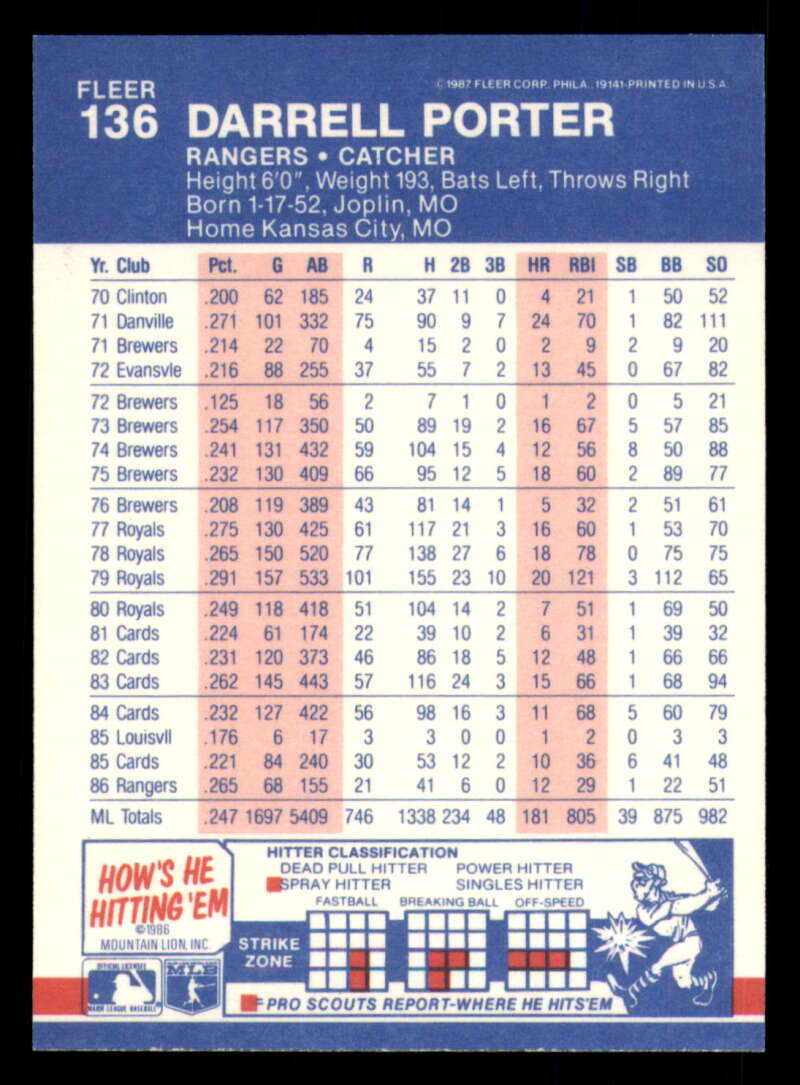 FLEER
©1987 FLEER CORP. PHILA. 19141-PRINTED IN U.S.A.
136 DARRELL PORTER
RANGERS • CATCHER
Height 6'0", Weight 193, Bats Left, Throws Right
Born 1-17-52, Joplin, MO
Home Kansas City, MO
Yr. Club Pct. G AB R H 2B 3B HR RBI SB BB SO
70 Clinton .200 62 185 24 37 11 0 4 21 1 50 52
71 Danville .271 101 332 75 90 9 7 24 70 1 82 111
71 Brewers .214 22 70 4 15 2 0 2 9 2 9 20
72 Evansvle .216 88 255 37 55 7 2 13 45 0 67 82
72 Brewers .125 18 56 2 7 1 0 1 2 0 5 21
73 Brewers .254 117 350 50 89 19 2 16 67 5 57 85
74 Brewers .241 131 432 59 104 15 4 12 56 8 50 88
75 Brewers .232 130 409 66 95 12 5 18 60 2 89 77
76 Brewers .208 119 389 43 81 14 1 5 32 2 51 61
77 Royals .275 130 425 61 117 21 3 16 60 1 53 70
78 Royals .265 150 520 77 138 27 6 18 78 0 75 75
79 Royals .291 157 533 101 155 23 10 20 121 3 112 65
80 Royals .249 118 418 51 104 14 2 7 51 1 69 50
81 Cards .224 61 174 22 39 10 2 6 31 1 39 32
82 Cards .231 120 373 46 86 18 5 12 48 1 66 66
83 Cards .262 145 443 57 116 24 3 15 66 1 68 94
84 Cards .232 127 422 56 98 16 3 11 68 5 60 79
85 Louisvll .176 6 17 3 3 0 0 1 2 0 3 3
85 Cards .221 84 240 30 53 12 2 10 36 6 41 48
86 Rangers .265 68 155 21 41 6 0 12 29 1 22 51
ML Totals .247 1697 5409 746 1338 234 48 181 805 39 875 982
HOW'S HE
HITTING 'EM
©1986
MOUNTAIN LION, INC.
HITTER CLASSIFICATION
DEAD PULL HITTER POWER HITTER
SPRAY HITTER SINGLES HITTER
FASTBALL BREAKING BALL OFF-SPEED
STRIKE
ZONE
OFFICIAL LICENSEE
MAJOR LEAGUE BASEBALL
MLB
=PRO SCOUTS REPORT-WHERE HE HITS'EM